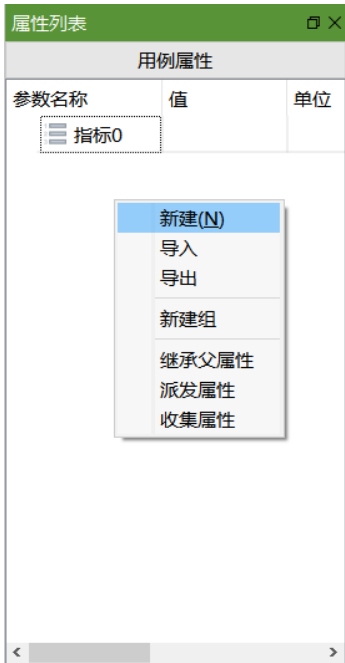 属性列表
用例属性
参数名称 值 单位
指标0
新建(N)
导入
导出
新建组
继承父属性
派发属性
收集属性